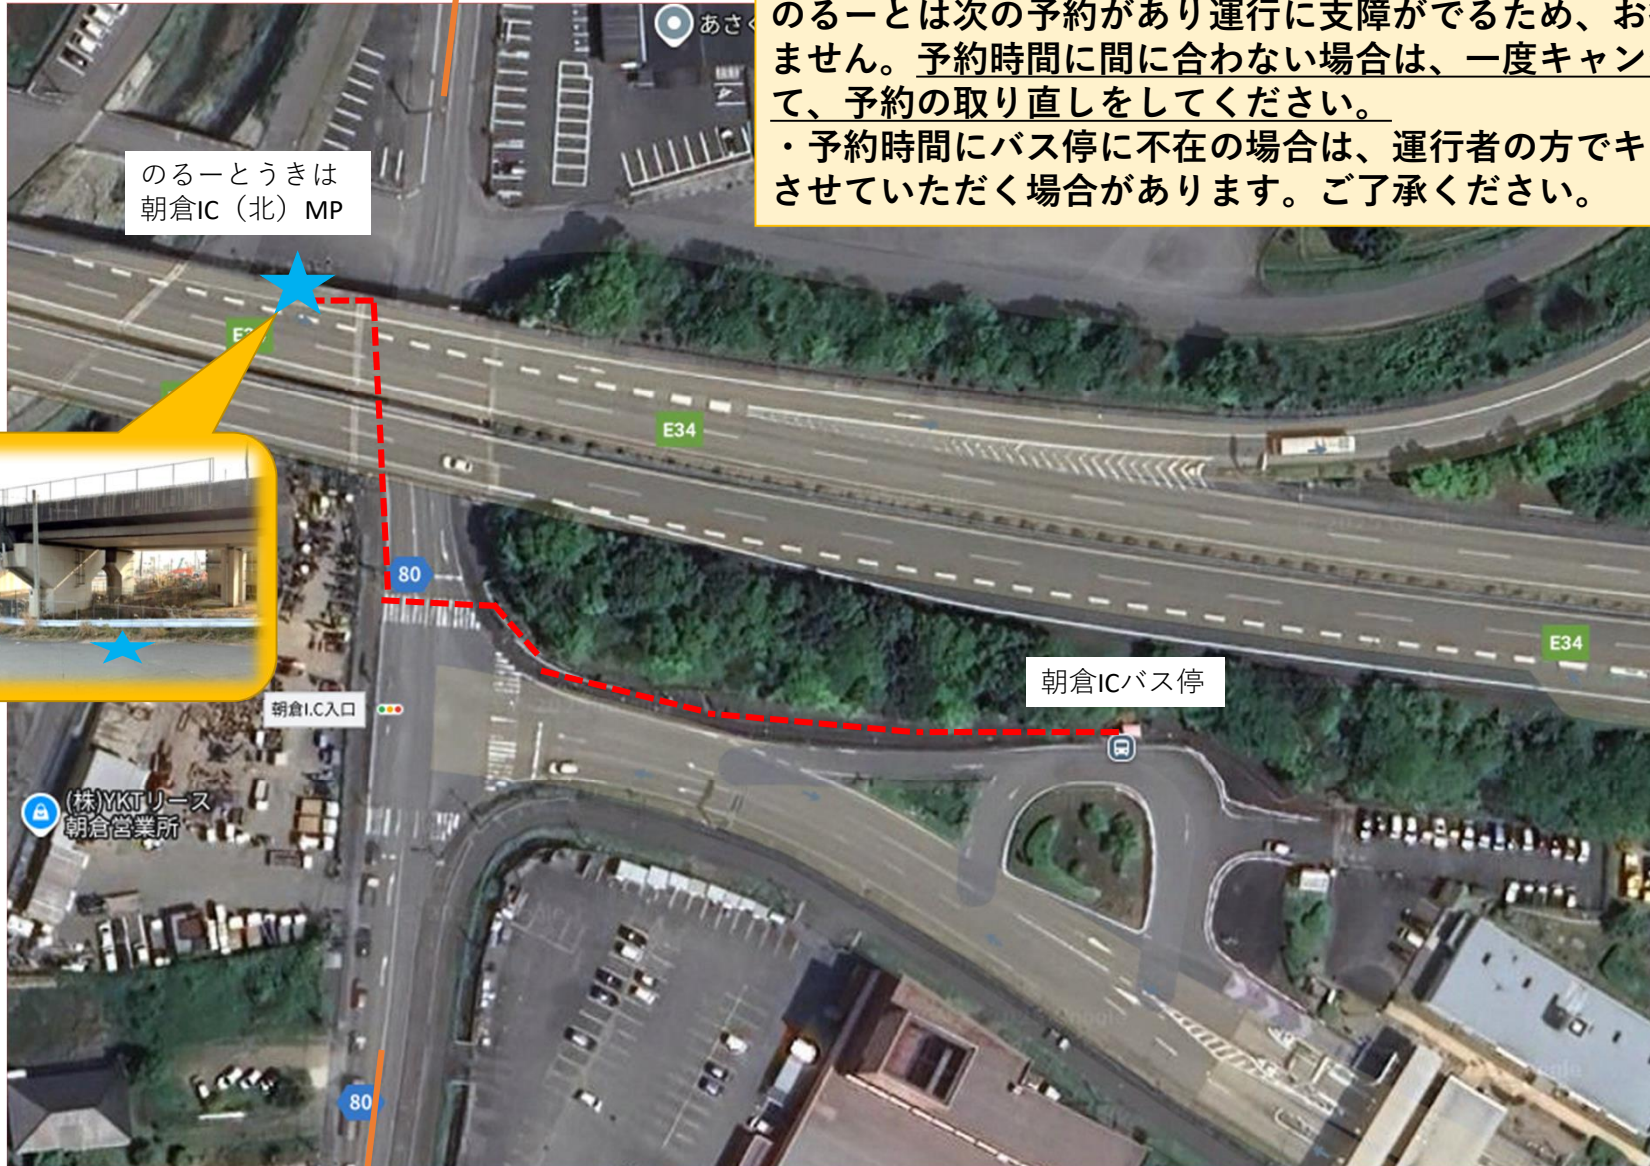 のるーとは次の予約があり運行に支障がでるため、お
ません。予約時間に間に合わない場合は、一度キャン
て、予約の取り直しをしてください。
・予約時間にバス停に不在の場合は、運行者の方でキ
させていただく場合があります。ご了承ください。
あさく
のるーとうきは
朝倉IC（北）MP
E34
80
E34
朝倉ICバス停
朝倉I.C入口
(株)YKTリース
朝倉営業所
80